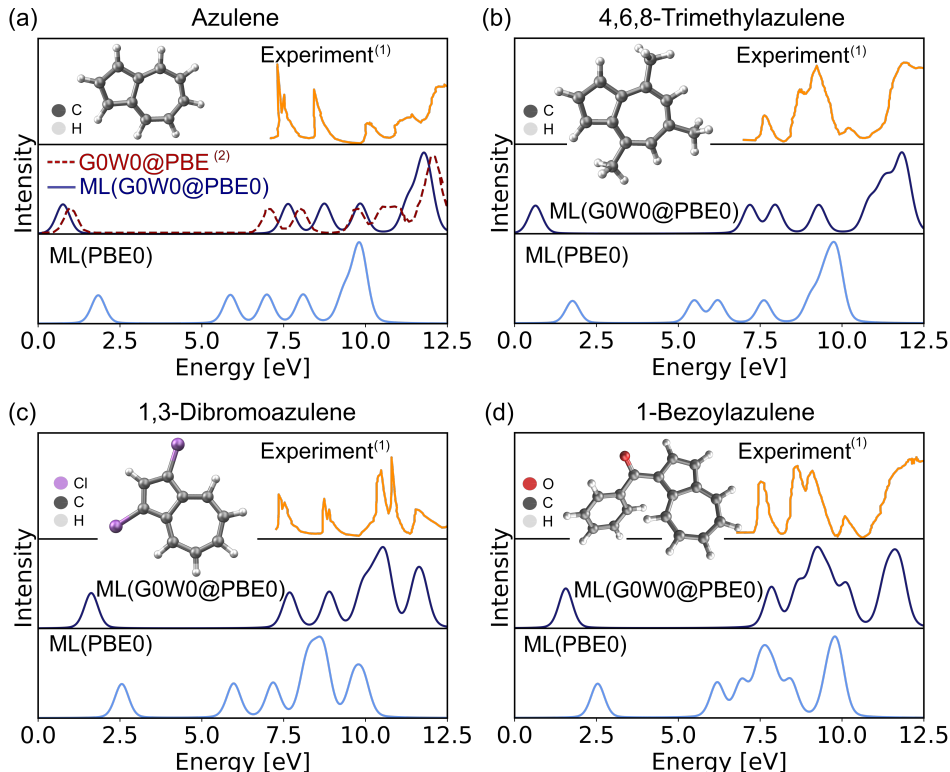 (a) Azulene
Experiment(1)
C
H
G0W0@PBE (2)
ML(G0W0@PBE0)
ML(PBE0)
Intensity
0.0 2.5 5.0 7.5 10.0 12.5
Energy [eV]
(b) 4,6,8-Trimethylazulene
Experiment(1)
C
H
ML(G0W0@PBE0)
ML(PBE0)
Intensity
0.0 2.5 5.0 7.5 10.0 12.5
Energy [eV]
(c) 1,3-Dibromoazulene
Experiment(1)
Cl
C
H
ML(G0W0@PBE0)
ML(PBE0)
Intensity
0.0 2.5 5.0 7.5 10.0 12.5
Energy [eV]
(d) 1-Bezoylazulene
Experiment(1)
O
C
H
ML(G0W0@PBE0)
ML(PBE0)
Intensity
0.0 2.5 5.0 7.5 10.0 12.5
Energy [eV]